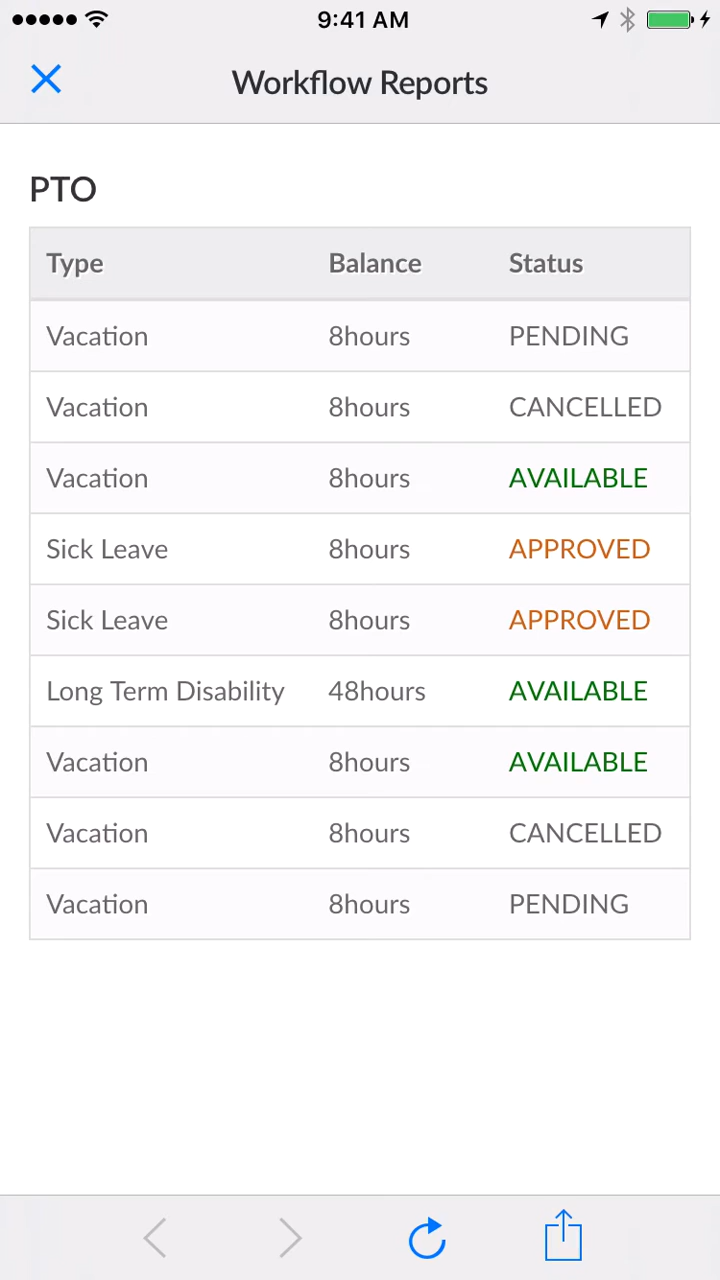 9:41 AM
Workflow Reports
PTO
Type Balance Status
Vacation 8hours PENDING
Vacation 8hours CANCELLED
Vacation 8hours AVAILABLE
Sick Leave 8hours APPROVED
Sick Leave 8hours APPROVED
Long Term Disability 48hours AVAILABLE
Vacation 8hours AVAILABLE
Vacation 8hours CANCELLED
Vacation 8hours PENDING